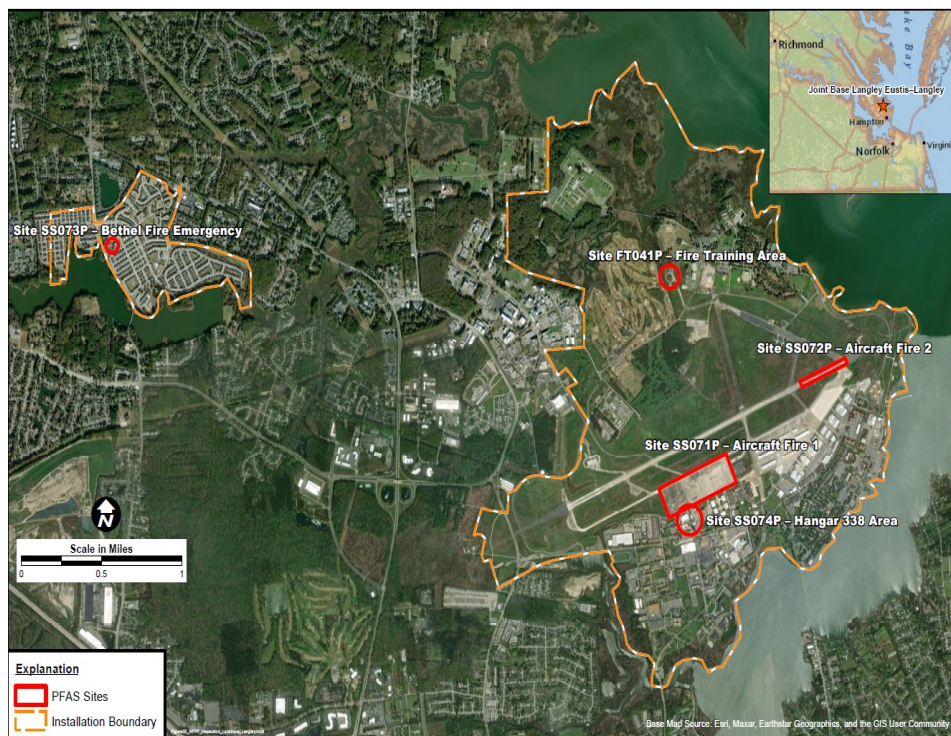 ake Bay
Richmond
Joint Base Langley Eustis–Langley
Hampton
Norfolk
Virgini
Site SS073P – Bethel Fire Emergency
Site FT041P – Fire Training Area
Site SS072P – Aircraft Fire 2
Site SS071P – Aircraft Fire 1
Site SS074P – Hangar 338 Area
N
Scale in Miles
0 0.5 1
Explanation
PFAS Sites
Installation Boundary
Base Map Source: Esri, Maxar, Earthstar Geographics, and the GIS User Community